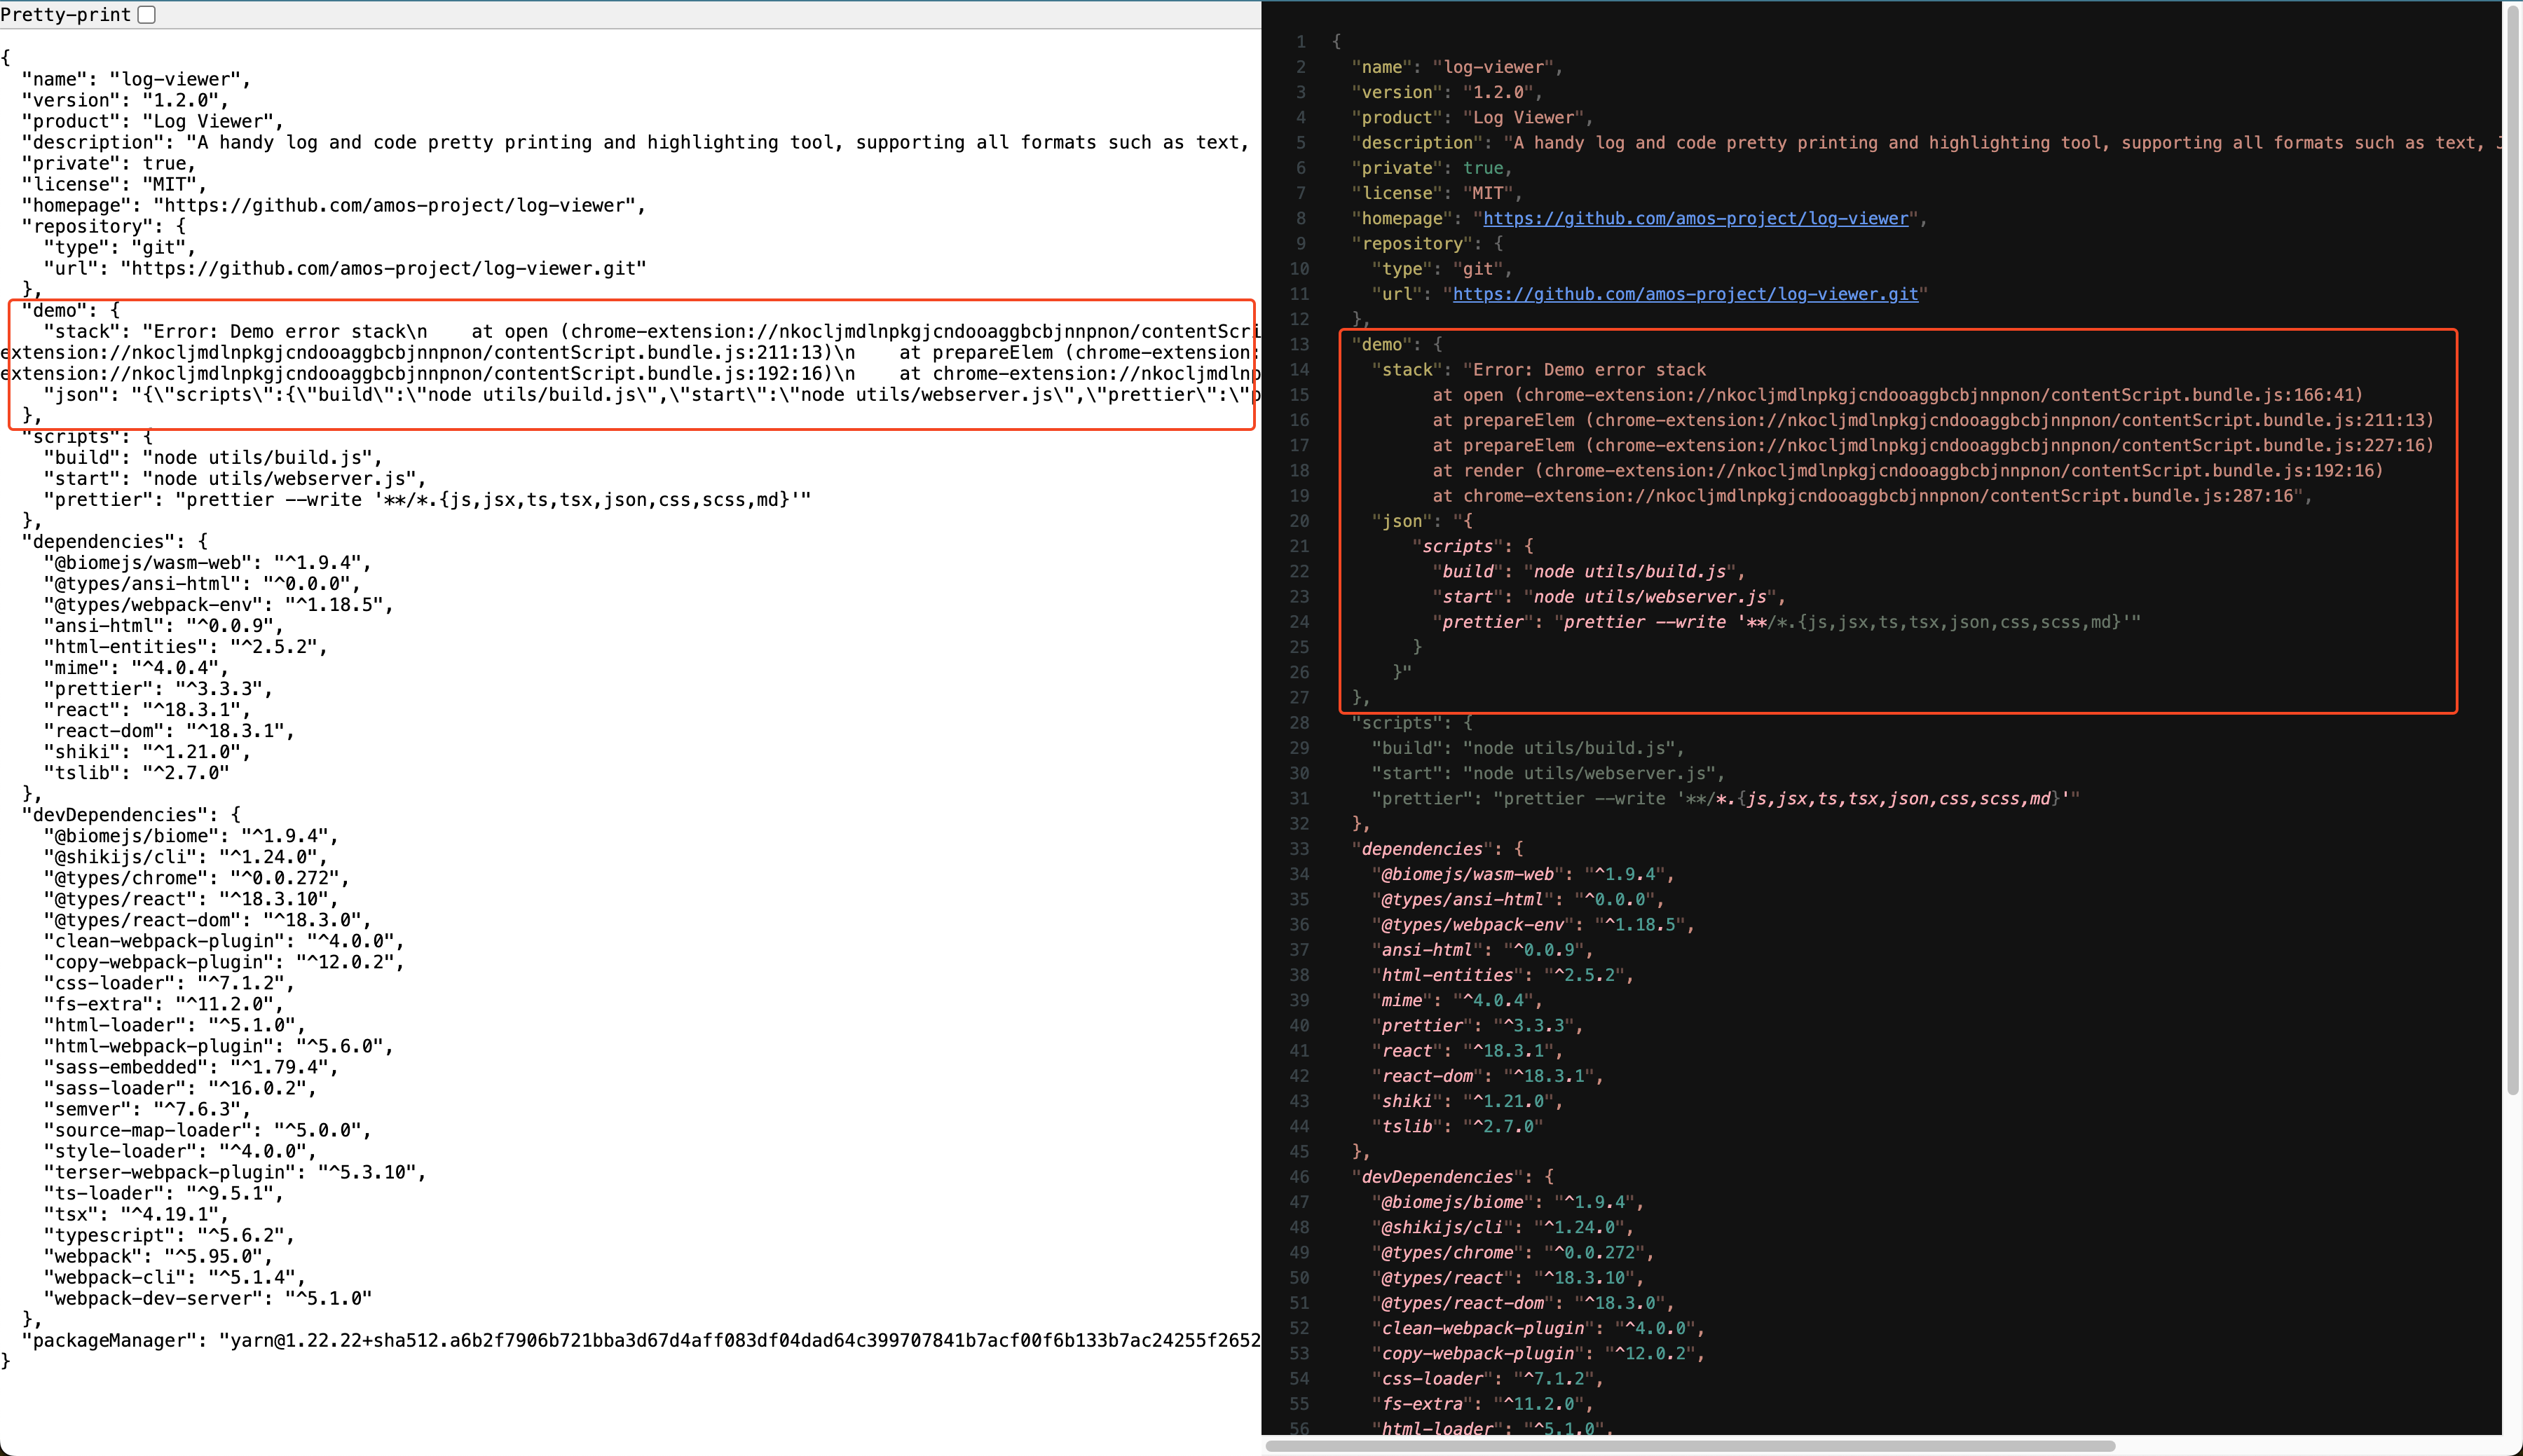 Pretty-print
{
  "name": "log-viewer",
  "version": "1.2.0",
  "product": "Log Viewer",
  "description": "A handy log and code pretty printing and highlighting tool, supporting all formats such as text,
  "private": true,
  "license": "MIT",
  "homepage": "https://github.com/amos-project/log-viewer",
  "repository": {
    "type": "git",
    "url": "https://github.com/amos-project/log-viewer.git"
  },
  "demo": {
    "stack": "Error: Demo error stack\n    at open (chrome-extension://nkocljmdlnpkgjcndooaggbcbjnnpnon/contentScri
extension://nkocljmdlnpkgjcndooaggbcbjnnpnon/contentScript.bundle.js:211:13)\n    at prepareElem (chrome-extension:
extension://nkocljmdlnpkgjcndooaggbcbjnnpnon/contentScript.bundle.js:192:16)\n    at chrome-extension://nkocljmdlnp
    "json": "{\"scripts\":{\"build\":\"node utils/build.js\",\"start\":\"node utils/webserver.js\",\"prettier\":\"p
  },
  "scripts": {
    "build": "node utils/build.js",
    "start": "node utils/webserver.js",
    "prettier": "prettier --write '**/*.{js,jsx,ts,tsx,json,css,scss,md}'"
  },
  "dependencies": {
    "@biomejs/wasm-web": "^1.9.4",
    "@types/ansi-html": "^0.0.0",
    "@types/webpack-env": "^1.18.5",
    "ansi-html": "^0.0.9",
    "html-entities": "^2.5.2",
    "mime": "^4.0.4",
    "prettier": "^3.3.3",
    "react": "^18.3.1",
    "react-dom": "^18.3.1",
    "shiki": "^1.21.0",
    "tslib": "^2.7.0"
  },
  "devDependencies": {
    "@biomejs/biome": "^1.9.4",
    "@shikijs/cli": "^1.24.0",
    "@types/chrome": "^0.0.272",
    "@types/react": "^18.3.10",
    "@types/react-dom": "^18.3.0",
    "clean-webpack-plugin": "^4.0.0",
    "copy-webpack-plugin": "^12.0.2",
    "css-loader": "^7.1.2",
    "fs-extra": "^11.2.0",
    "html-loader": "^5.1.0",
    "html-webpack-plugin": "^5.6.0",
    "sass-embedded": "^1.79.4",
    "sass-loader": "^16.0.2",
    "semver": "^7.6.3",
    "source-map-loader": "^5.0.0",
    "style-loader": "^4.0.0",
    "terser-webpack-plugin": "^5.3.10",
    "ts-loader": "^9.5.1",
    "tsx": "^4.19.1",
    "typescript": "^5.6.2",
    "webpack": "^5.95.0",
    "webpack-cli": "^5.1.4",
    "webpack-dev-server": "^5.1.0"
  },
  "packageManager": "yarn@1.22.22+sha512.a6b2f7906b721bba3d67d4aff083df04dad64c399707841b7acf00f6b133b7ac24255f2652
}
1 {
2   "name": "log-viewer",
3   "version": "1.2.0",
4   "product": "Log Viewer",
5   "description": "A handy log and code pretty printing and highlighting tool, supporting all formats such as text, J
6   "private": true,
7   "license": "MIT",
8   "homepage": "https://github.com/amos-project/log-viewer",
9   "repository": {
10     "type": "git",
11     "url": "https://github.com/amos-project/log-viewer.git"
12   },
13   "demo": {
14     "stack": "Error: Demo error stack
15           at open (chrome-extension://nkocljmdlnpkgjcndooaggbcbjnnpnon/contentScript.bundle.js:166:41)
16           at prepareElem (chrome-extension://nkocljmdlnpkgjcndooaggbcbjnnpnon/contentScript.bundle.js:211:13)
17           at prepareElem (chrome-extension://nkocljmdlnpkgjcndooaggbcbjnnpnon/contentScript.bundle.js:227:16)
18           at render (chrome-extension://nkocljmdlnpkgjcndooaggbcbjnnpnon/contentScript.bundle.js:192:16)
19           at chrome-extension://nkocljmdlnpkgjcndooaggbcbjnnpnon/contentScript.bundle.js:287:16",
20     "json": "{
21         "scripts": {
22           "build": "node utils/build.js",
23           "start": "node utils/webserver.js",
24           "prettier": "prettier --write '**/*.{js,jsx,ts,tsx,json,css,scss,md}'"
25         }
26       }"
27   },
28   "scripts": {
29     "build": "node utils/build.js",
30     "start": "node utils/webserver.js",
31     "prettier": "prettier --write '**/*.{js,jsx,ts,tsx,json,css,scss,md}'"
32   },
33   "dependencies": {
34     "@biomejs/wasm-web": "^1.9.4",
35     "@types/ansi-html": "^0.0.0",
36     "@types/webpack-env": "^1.18.5",
37     "ansi-html": "^0.0.9",
38     "html-entities": "^2.5.2",
39     "mime": "^4.0.4",
40     "prettier": "^3.3.3",
41     "react": "^18.3.1",
42     "react-dom": "^18.3.1",
43     "shiki": "^1.21.0",
44     "tslib": "^2.7.0"
45   },
46   "devDependencies": {
47     "@biomejs/biome": "^1.9.4",
48     "@shikijs/cli": "^1.24.0",
49     "@types/chrome": "^0.0.272",
50     "@types/react": "^18.3.10",
51     "@types/react-dom": "^18.3.0",
52     "clean-webpack-plugin": "^4.0.0",
53     "copy-webpack-plugin": "^12.0.2",
54     "css-loader": "^7.1.2",
55     "fs-extra": "^11.2.0",
56     "html-loader": "^5.1.0",